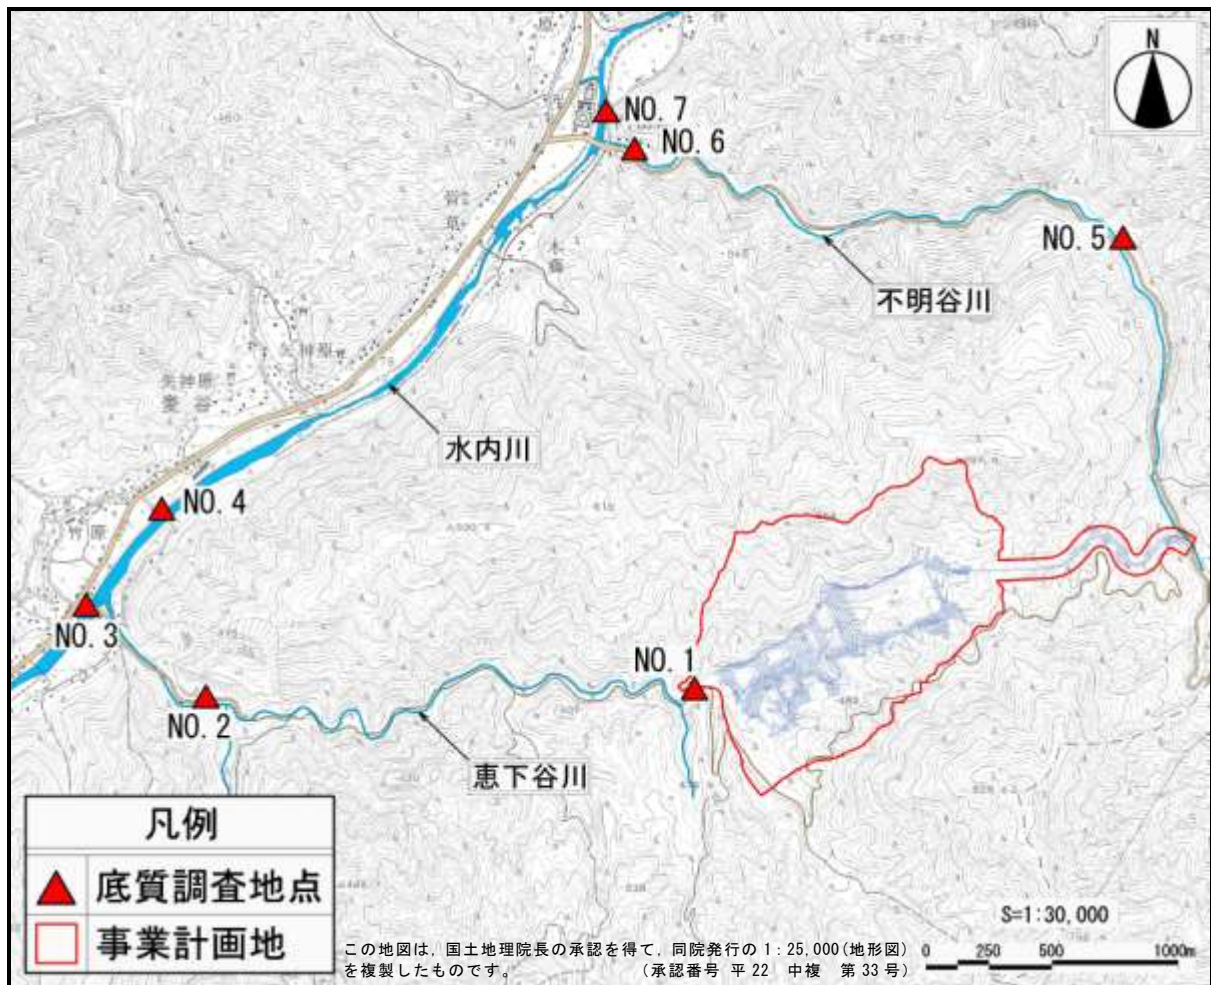 N
NO. 7
NO. 6
NO. 5
不明谷川
水内川
NO. 4
竹原
NO. 3
NO. 1
NO. 2
恵下谷川
凡例
底質調査地点
事業計画地
S=1:30,000
0 250 500 1000m
この地図は,国土地理院長の承認を得て,同院発行の1:25,000(地形図)
を複製したものです。 (承認番号 平22 中複 第33号)